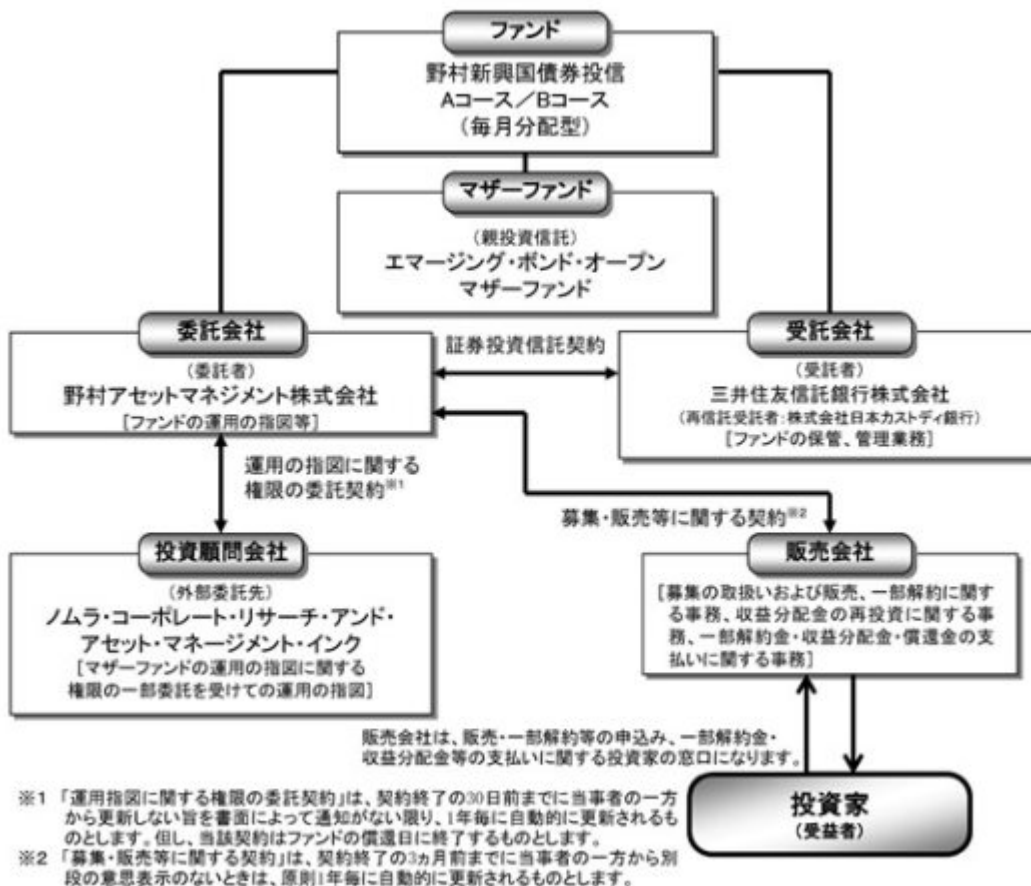 ファンド
野村新興国債券投信
Aコース／Bコース
（毎月分配型）
マザーファンド
（親投資信託）
エマージング・ボンド・オープン
マザーファンド
委託会社
（委託者）
野村アセットマネジメント株式会社
[ファンドの運用の指図等]
証券投資信託契約
受託会社
（受託者）
三井住友信託銀行株式会社
（再信託受託者：株式会社日本カストディ銀行）
[ファンドの保管、管理業務]
運用の指図に関する
権限の委託契約※1
募集・販売等に関する契約※2
投資顧問会社
（外部委託先）
ノムラ・コーポレート・リサーチ・アンド・
アセット・マネージメント・インク
[マザーファンドの運用の指図に関する
権限の一部委託を受けての運用の指図]
販売会社
[募集の取扱いおよび販売、一部解約に関す
る事務、収益分配金の再投資に関する事
務、一部解約金・収益分配金・償還金の支
払いに関する事務]
販売会社は、販売・一部解約等の申込み、一部解約金・
収益分配金等の支払いに関する投資家の窓口になります。
投資家
（受益者）
※1 「運用指図に関する権限の委託契約」は、契約終了の30日前までに当事者の一方
から更新しない旨を書面によって通知がない限り、1年毎に自動的に更新されるも
のとします。但し、当該契約はファンドの償還日に終了するものとします。
※2 「募集・販売等に関する契約」は、契約終了の3ヵ月前までに当事者の一方から別
段の意思表示のないときは、原則1年毎に自動的に更新されるものとします。